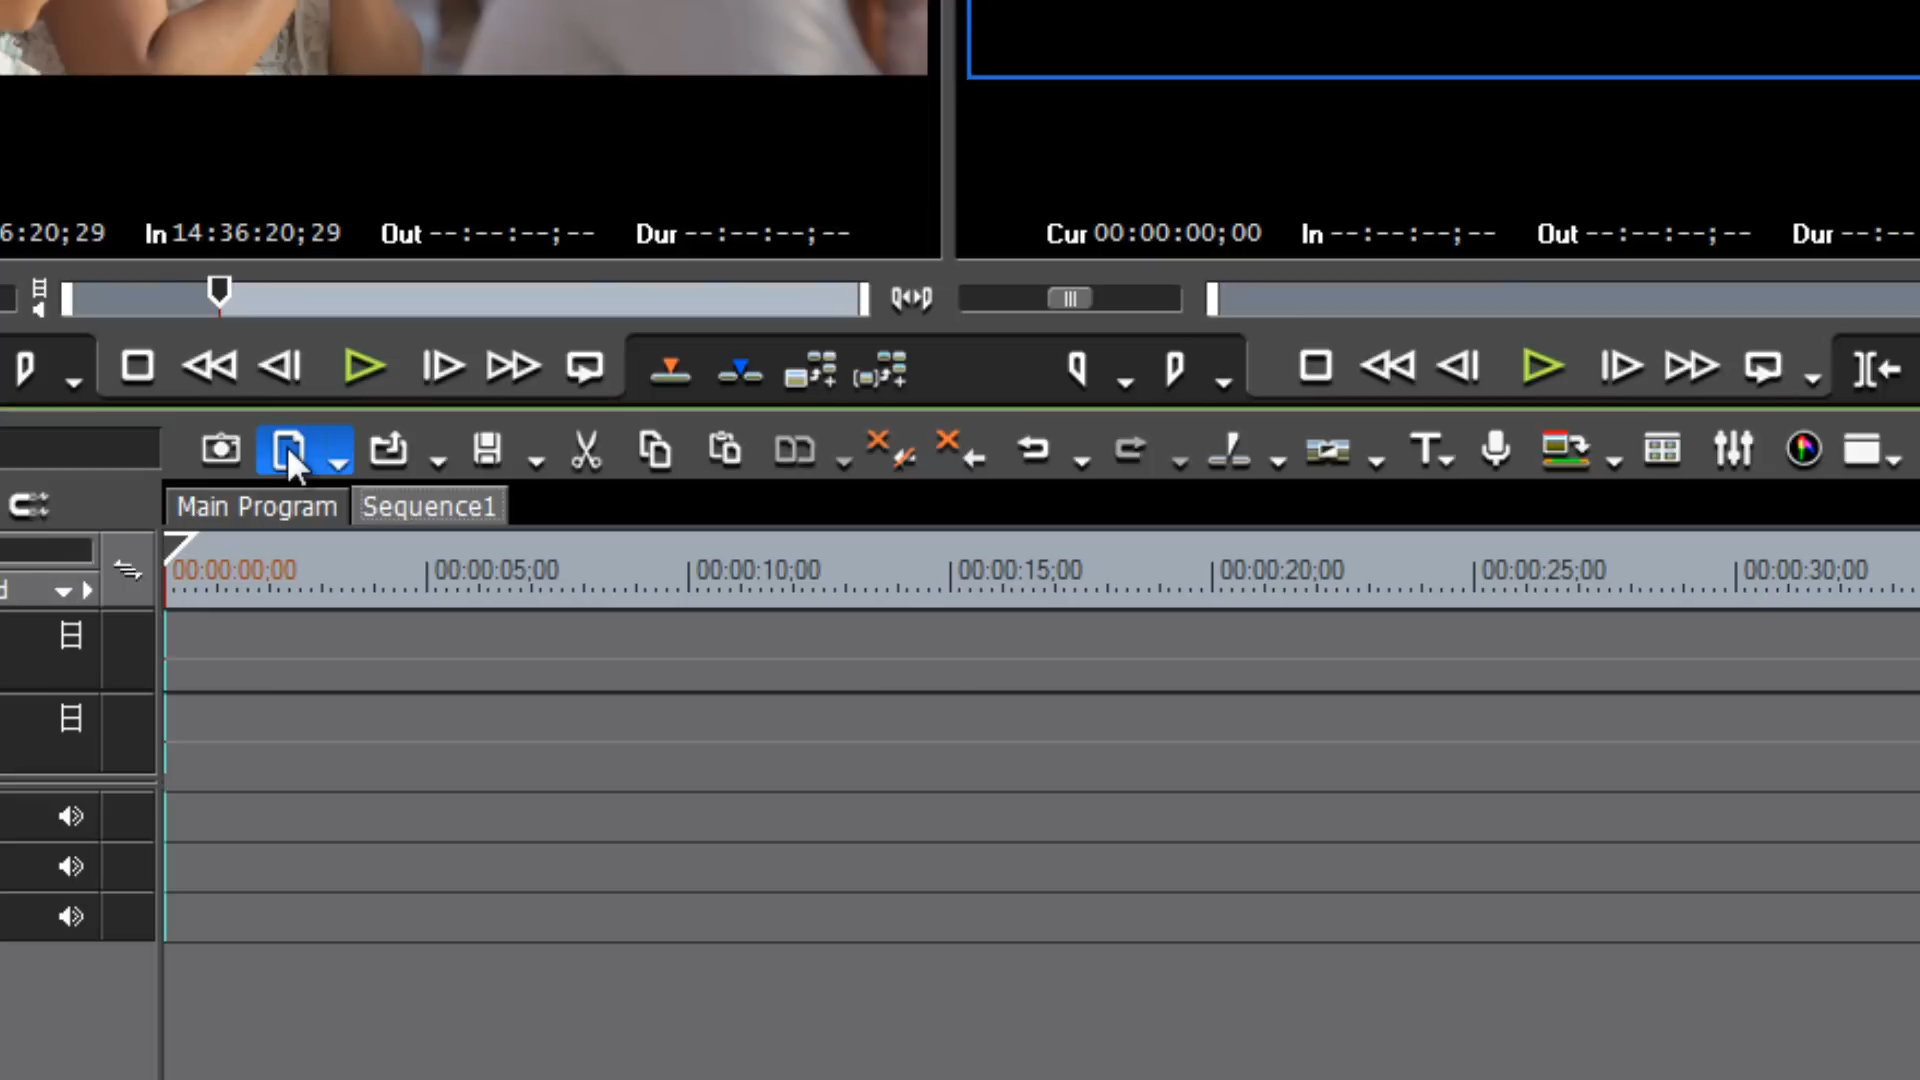 6:20;29 In 14:36:20;29 Out --:--:--;-- Dur --:--:--;--
Cur 00:00:00;00 In --:--:--;-- Out --:--:--;-- Dur --:--
Main Program Sequence1
00:00:00;00 00:00:05;00 00:00:10;00 00:00:15;00 00:00:20;00 00:00:25;00 00:00:30;00
d